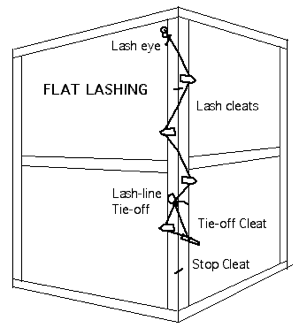 Lash eye
FLAT LASHING
Lash cleats
Lash-line
Tie-off
Tie-off Cleat
Stop Cleat